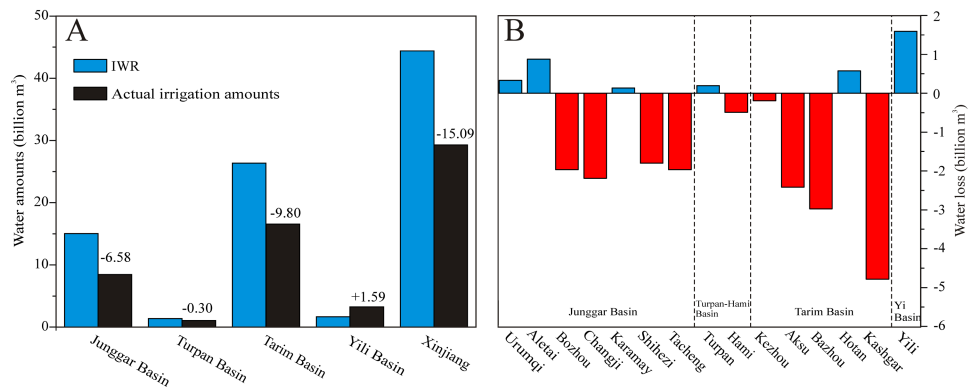 A
Water amounts (billion m³)
50
40
30
20
10
0
IWR
Actual irrigation amounts
-6.58
-0.30
-9.80
+1.59
-15.09
Junggar Basin
Turpan Basin
Tarim Basin
Yili Basin
Xinjiang
B
2
1
0
-1
-2
-3
-4
-5
-6
Water loss (billion m³)
Junggar Basin
Turpan-Hami
Basin
Tarim Basin
Yi
Basin
Urumqi
Aletai
Bozhou
Changji
Karamay
Shihezi
Tacheng
Turpan
Hami
Kezhou
Aksu
Bazhou
Hotan
Kashgar
Yili